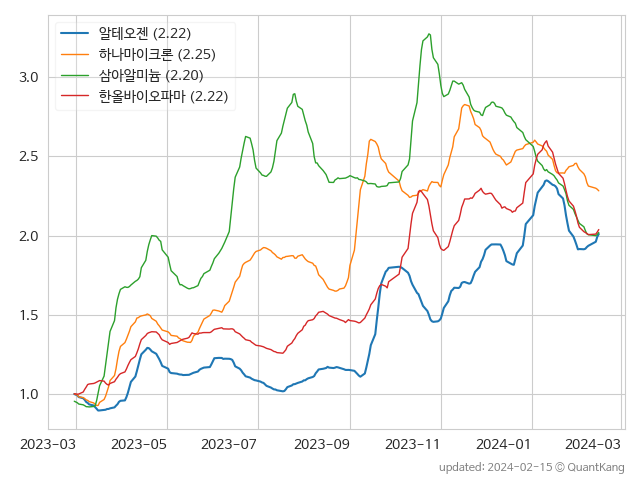 알테오젠 (2.22)
하나마이크론 (2.25)
삼아알미늄 (2.20)
한올바이오파마 (2.22)
3.0
2.5
2.0
1.5
1.0
2023-03 2023-05 2023-07 2023-09 2023-11 2024-01 2024-03
updated: 2024-02-15 © QuantKang